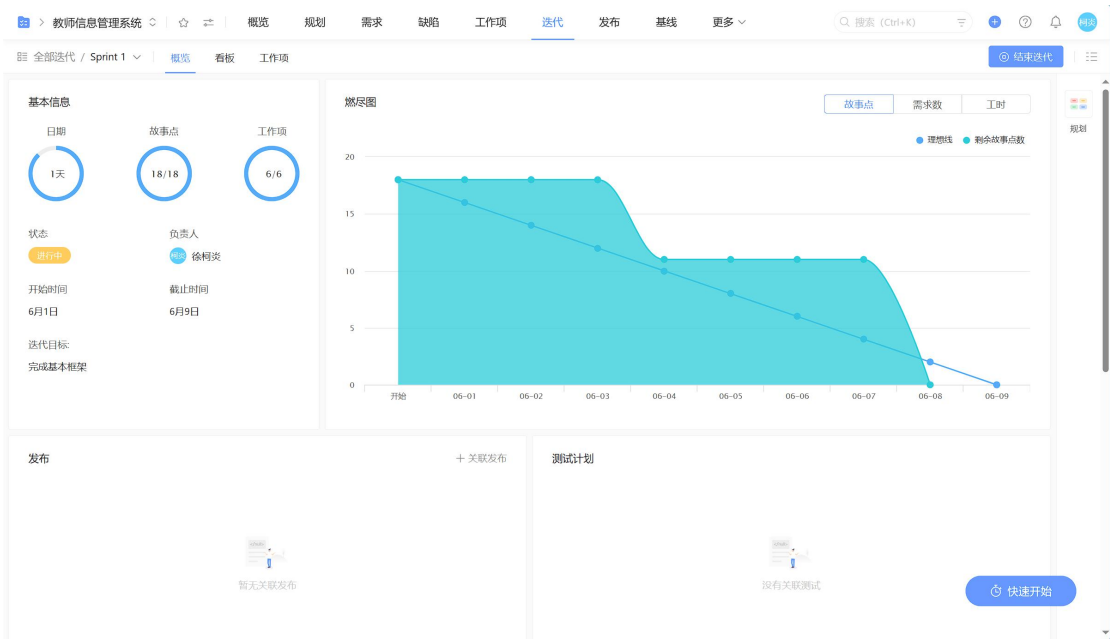 教师信息管理系统 概览 规划 需求 缺陷 工作项 迭代 发布 基线 更多 搜索 (Ctrl+K) 柯炎
全部迭代 / Sprint 1 概览 看板 工作项 结束迭代
基本信息
日期 故事点 工作项
1天 18/18 6/6
状态 负责人
进行中 柯炎 徐柯炎
开始时间 截止时间
6月1日 6月9日
迭代目标:
完成基本框架
燃尽图 故事点 需求数 工时
理想线 剩余故事点数
20
15
10
5
0
开始 06-01 06-02 06-03 06-04 06-05 06-06 06-07 06-08 06-09
规划
发布 + 关联发布
暂无关联发布
测试计划
没有关联测试
快速开始